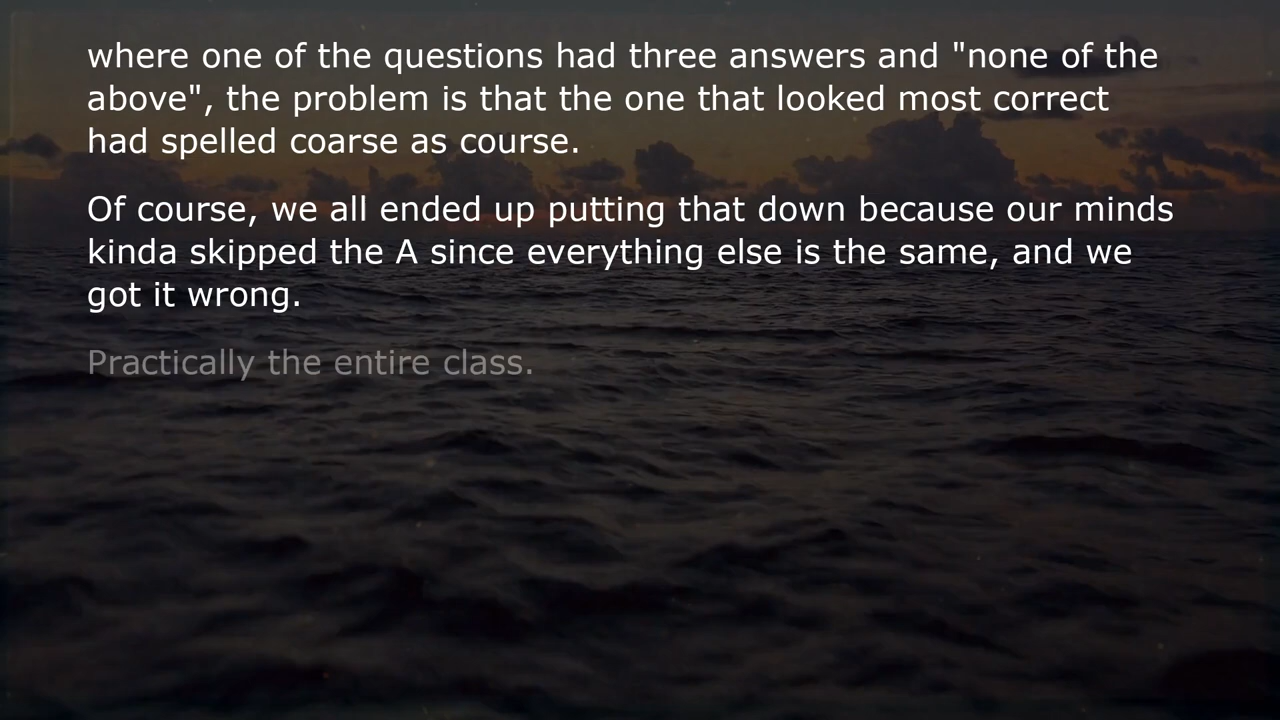 where one of the questions had three answers and "none of the
above", the problem is that the one that looked most correct
had spelled coarse as course.
Of course, we all ended up putting that down because our minds
kinda skipped the A since everything else is the same, and we
got it wrong.
Practically the entire class.